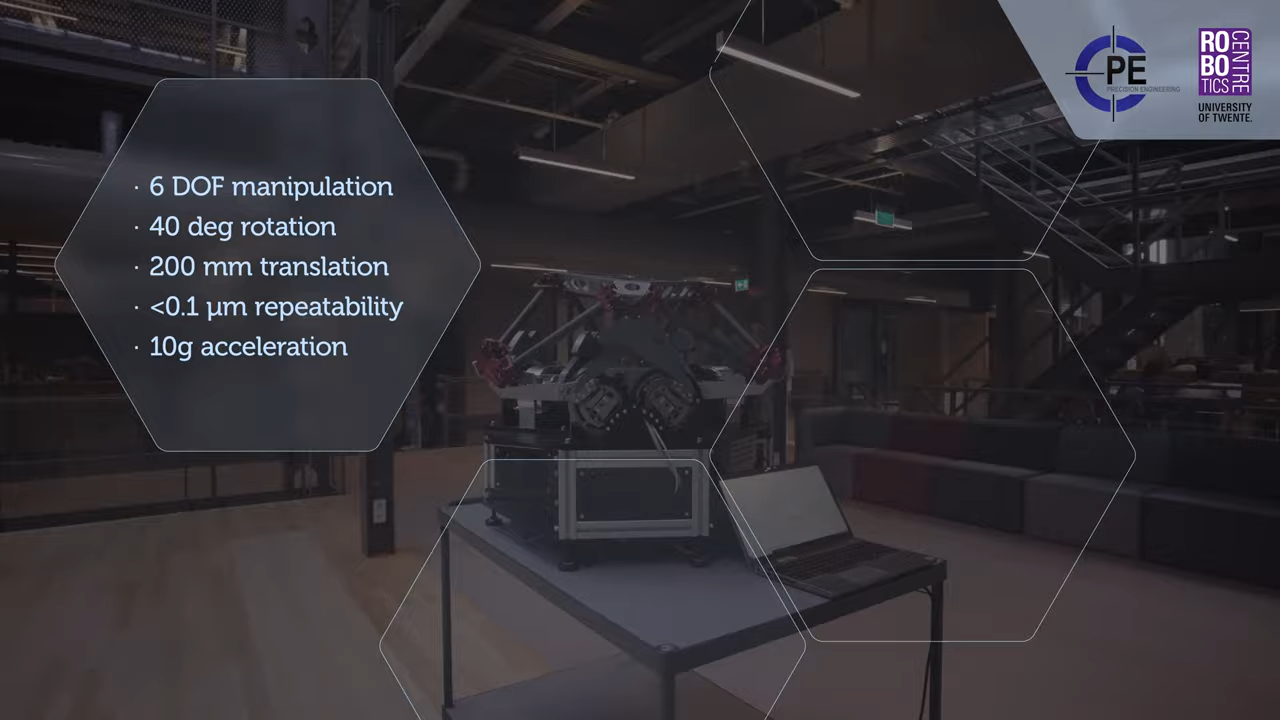 · 6 DOF manipulation
· 40 deg rotation
· 200 mm translation
· <0.1 µm repeatability
· 10g acceleration
PE
PRECISION ENGINEERING
RO
BO
TICS
CENTRE
UNIVERSITY
OF TWENTE.